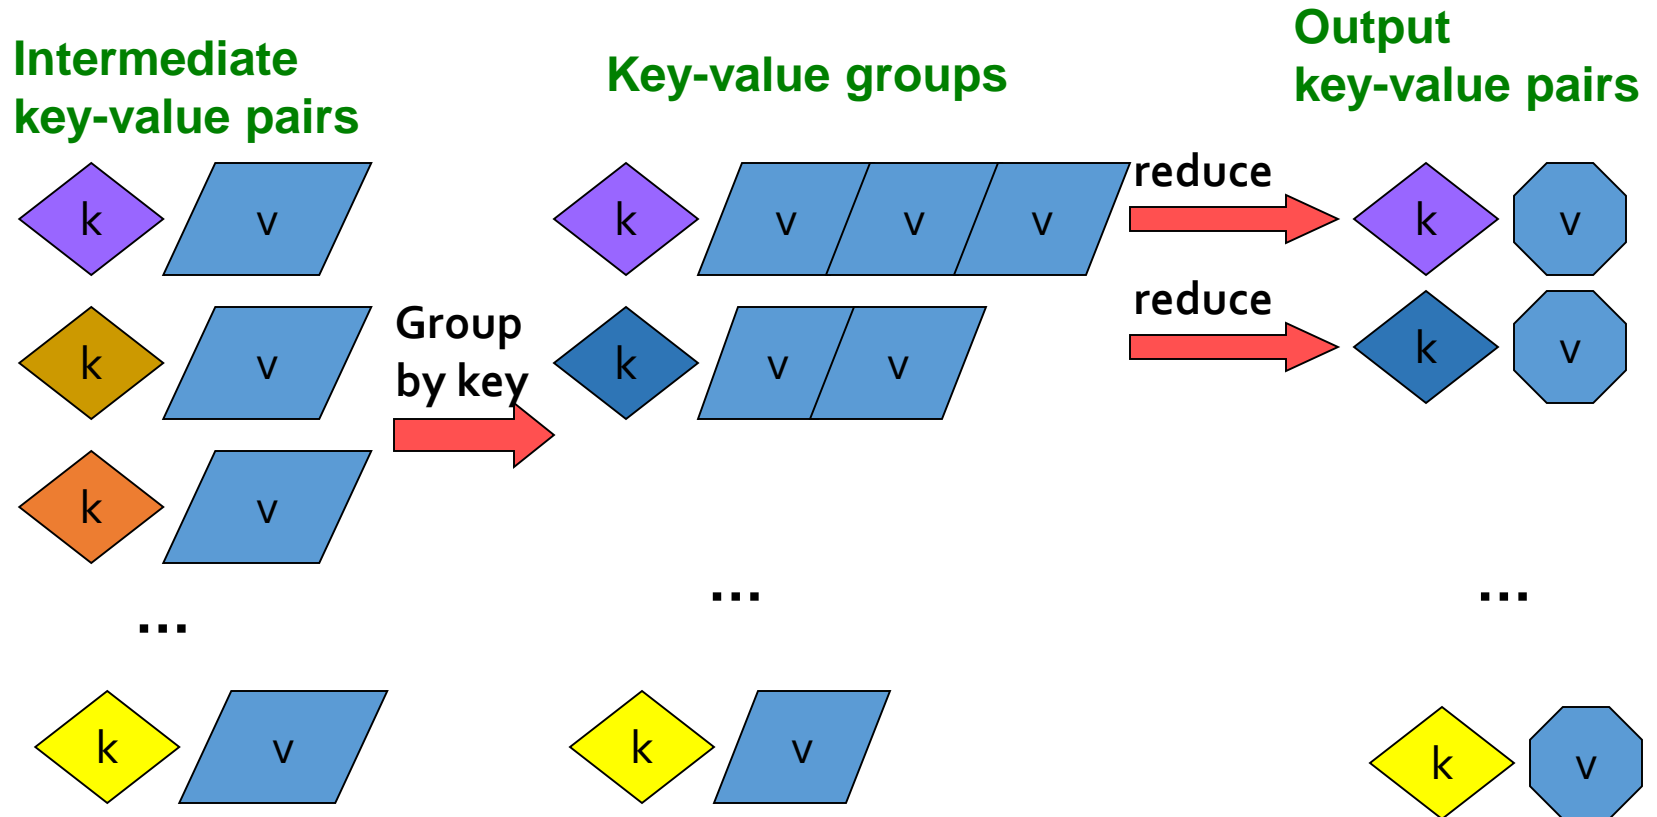 Intermediate
key-value pairs
Key-value groups
Output
key-value pairs
k v
k v v v
reduce
k v
k v
Group
by key
k v v
reduce
k v
k v
...
...
...
k v
k v
k v